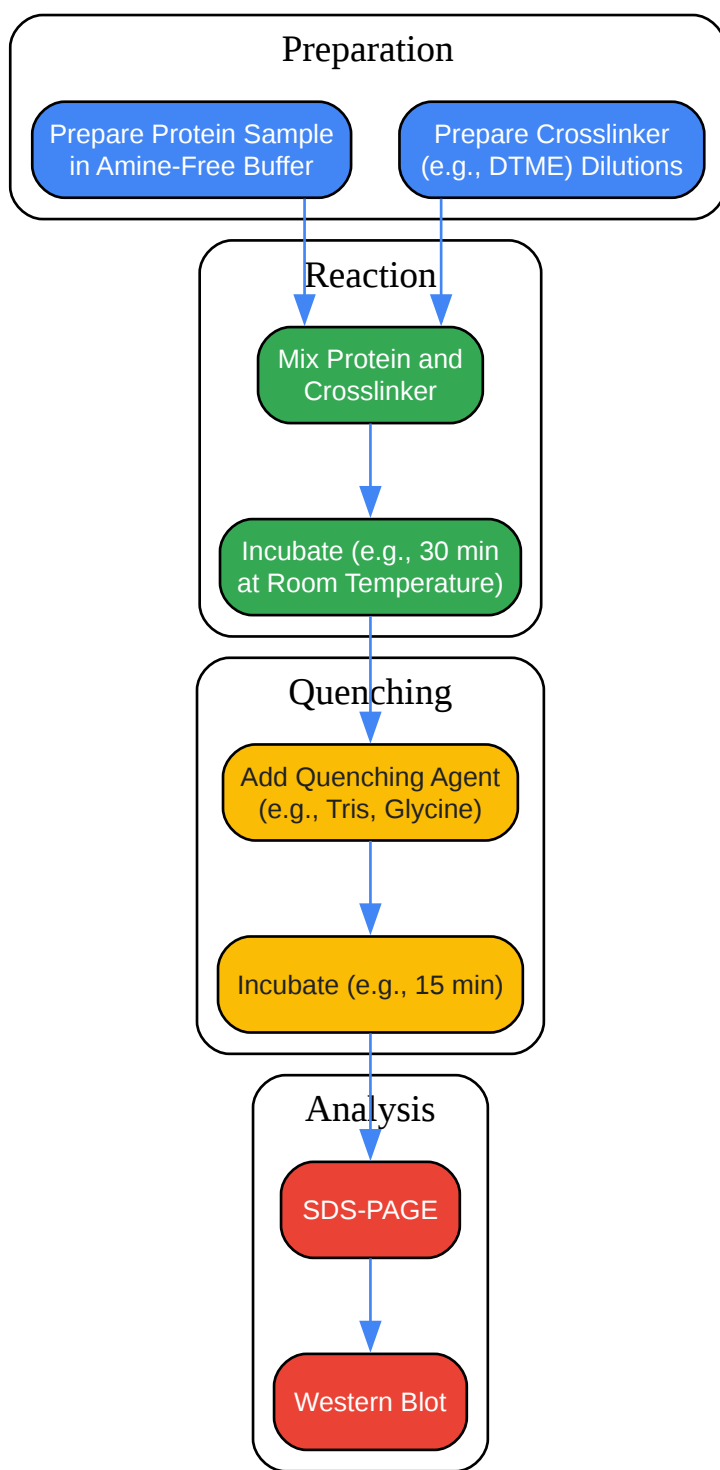 Preparation
Prepare Protein Sample
in Amine-Free Buffer
Prepare Crosslinker
(e.g., DTME) Dilutions
Reaction
Mix Protein and
Crosslinker
Incubate (e.g., 30 min
at Room Temperature)
Quenching
Add Quenching Agent
(e.g., Tris, Glycine)
Incubate (e.g., 15 min)
Analysis
SDS-PAGE
Western Blot